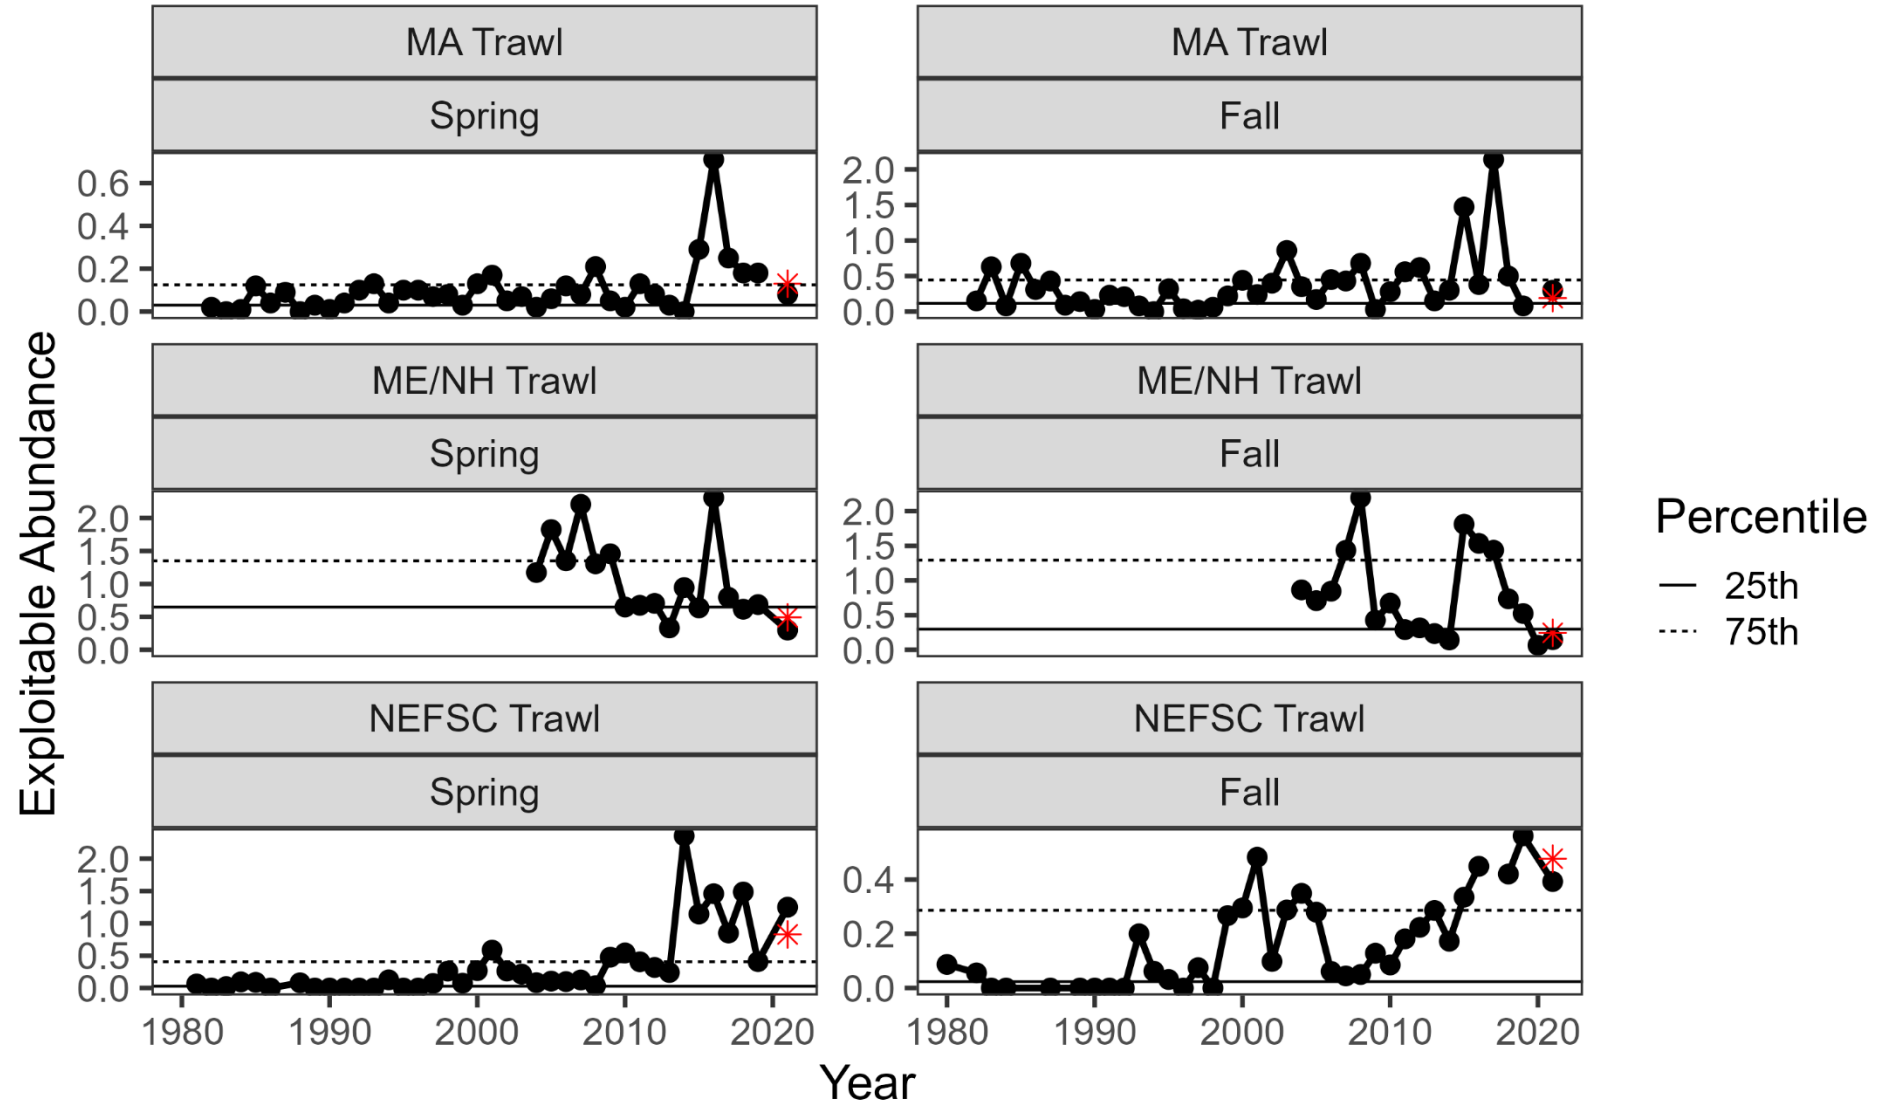 MA Trawl
MA Trawl
Spring
Fall
0.6
0.4
0.2
0.0
2.0
1.5
1.0
0.5
0.0
ME/NH Trawl
ME/NH Trawl
Spring
Fall
2.0
1.5
1.0
0.5
0.0
2.0
1.5
1.0
0.5
0.0
NEFSC Trawl
NEFSC Trawl
Spring
Fall
2.0
1.5
1.0
0.5
0.0
0.4
0.2
0.0
1980 1990 2000 2010 2020
1980 1990 2000 2010 2020
Year
Exploitable Abundance
Percentile
25th
75th